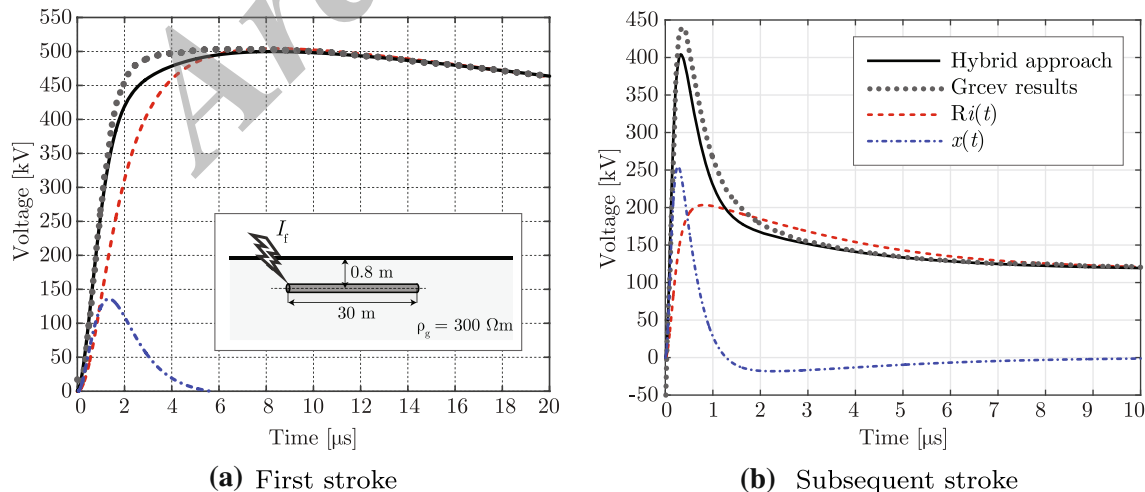 Voltage [kV]
550
500
450
400
350
300
250
200
150
100
50
0
0 2 4 6 8 10 12 14 16 18 20
Time [μs]
I_f
0.8 m
30 m
ρ_g = 300 Ωm
(a) First stroke
Voltage [kV]
450
400
350
300
250
200
150
100
50
0
-50
0 1 2 3 4 5 6 7 8 9 10
Time [μs]
Hybrid approach
Grcev results
Ri(t)
x(t)
(b) Subsequent stroke